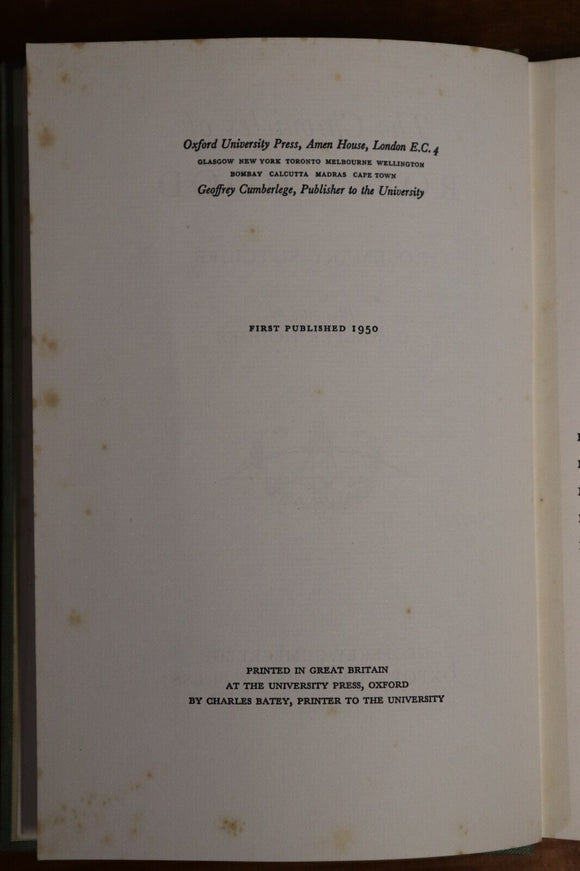 Oxford University Press, Amen House, London E.C. 4
GLASGOW NEW YORK TORONTO MELBOURNE WELLINGTON
BOMBAY CALCUTTA MADRAS CAPE TOWN
Geoffrey Cumberlege, Publisher to the University
FIRST PUBLISHED 1950
PRINTED IN GREAT BRITAIN
AT THE UNIVERSITY PRESS, OXFORD
BY CHARLES BATEY, PRINTER TO THE UNIVERSITY